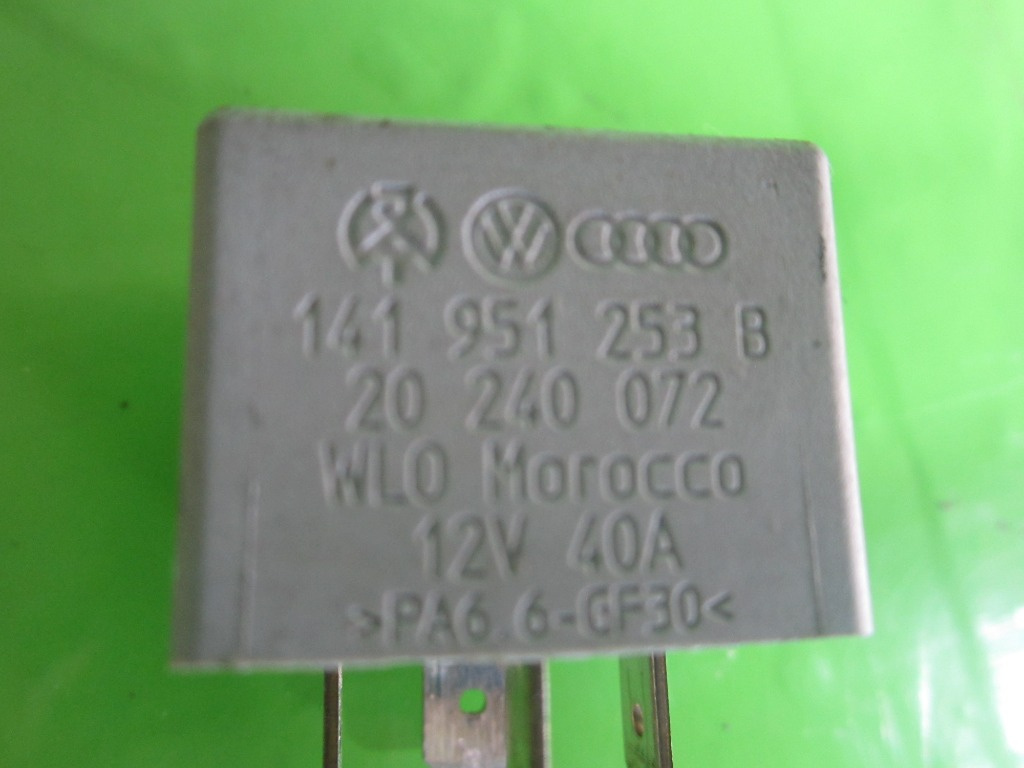 141 951 253 B
20 240 072
WLO Morocco
12V 40A
>PA6.6-GF30<